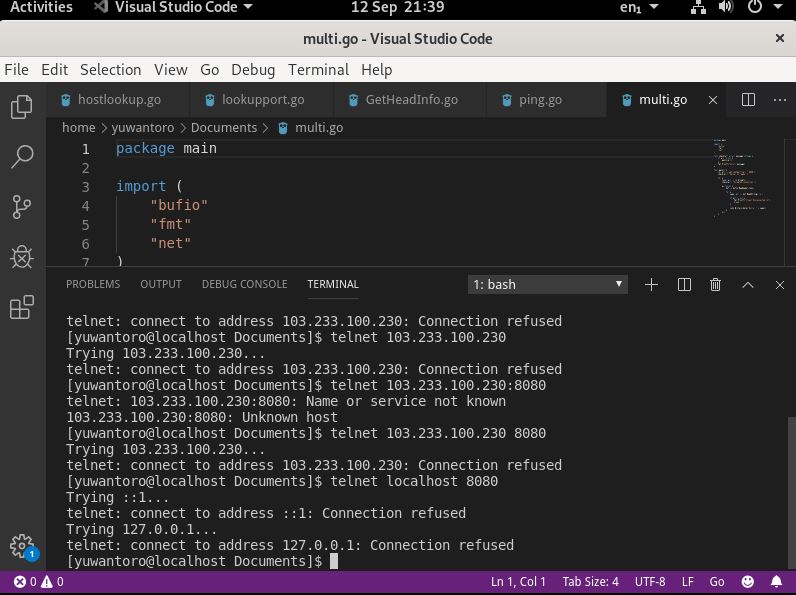 Activities Visual Studio Code 12 Sep 21:39 en₁
multi.go - Visual Studio Code ×
File Edit Selection View Go Debug Terminal Help
hostlookup.go lookupport.go GetHeadInfo.go ping.go multi.go
home > yuwantoro > Documents > multi.go
1 package main
2
3 import (
4 "bufio"
5 "fmt"
6 "net"
7 )
PROBLEMS OUTPUT DEBUG CONSOLE TERMINAL 1: bash
telnet: connect to address 103.233.100.230: Connection refused
[yuwantoro@localhost Documents]$ telnet 103.233.100.230
Trying 103.233.100.230...
telnet: connect to address 103.233.100.230: Connection refused
[yuwantoro@localhost Documents]$ telnet 103.233.100.230:8080
telnet: 103.233.100.230:8080: Name or service not known
103.233.100.230:8080: Unknown host
[yuwantoro@localhost Documents]$ telnet 103.233.100.230 8080
Trying 103.233.100.230...
telnet: connect to address 103.233.100.230: Connection refused
[yuwantoro@localhost Documents]$ telnet localhost 8080
Trying ::1...
telnet: connect to address ::1: Connection refused
Trying 127.0.0.1...
telnet: connect to address 127.0.0.1: Connection refused
[yuwantoro@localhost Documents]$
1
0 0 Ln 1, Col 1 Tab Size: 4 UTF-8 LF Go